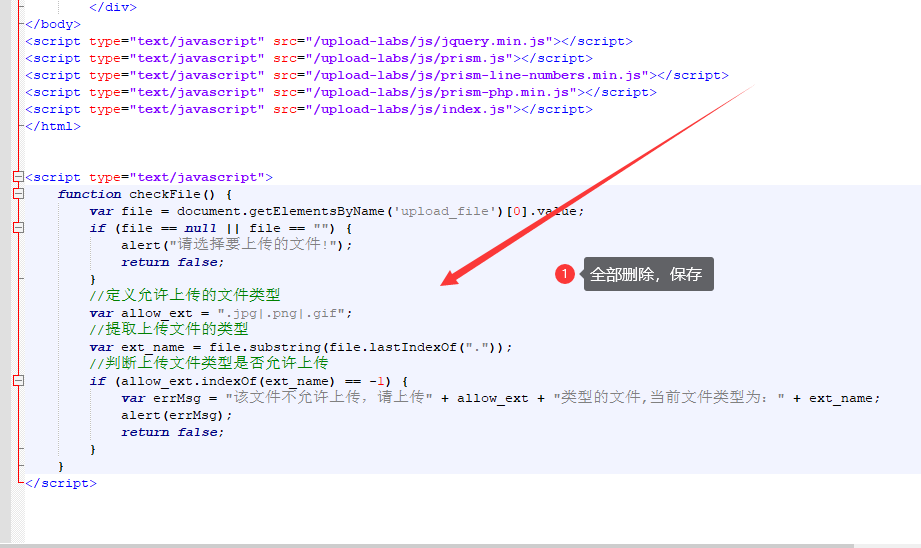 </div>
</body>
<script type="text/javascript" src="/upload-labs/js/jquery.min.js"></script>
<script type="text/javascript" src="/upload-labs/js/prism.js"></script>
<script type="text/javascript" src="/upload-labs/js/prism-line-numbers.min.js"></script>
<script type="text/javascript" src="/upload-labs/js/prism-php.min.js"></script>
<script type="text/javascript" src="/upload-labs/js/index.js"></script>
</html>
<script type="text/javascript">
function checkFile() {
var file = document.getElementsByName('upload_file')[0].value;
if (file == null || file == "") {
alert("请选择要上传的文件!");
return false;
}
//定义允许上传的文件类型
var allow_ext = ".jpg|.png|.gif";
//提取上传文件的类型
var ext_name = file.substring(file.lastIndexOf("."));
//判断上传文件类型是否允许上传
if (allow_ext.indexOf(ext_name) == -1) {
var errMsg = "该文件不允许上传，请上传" + allow_ext + "类型的文件,当前文件类型为：" + ext_name;
alert(errMsg);
return false;
}
}
</script>
1 全部删除，保存